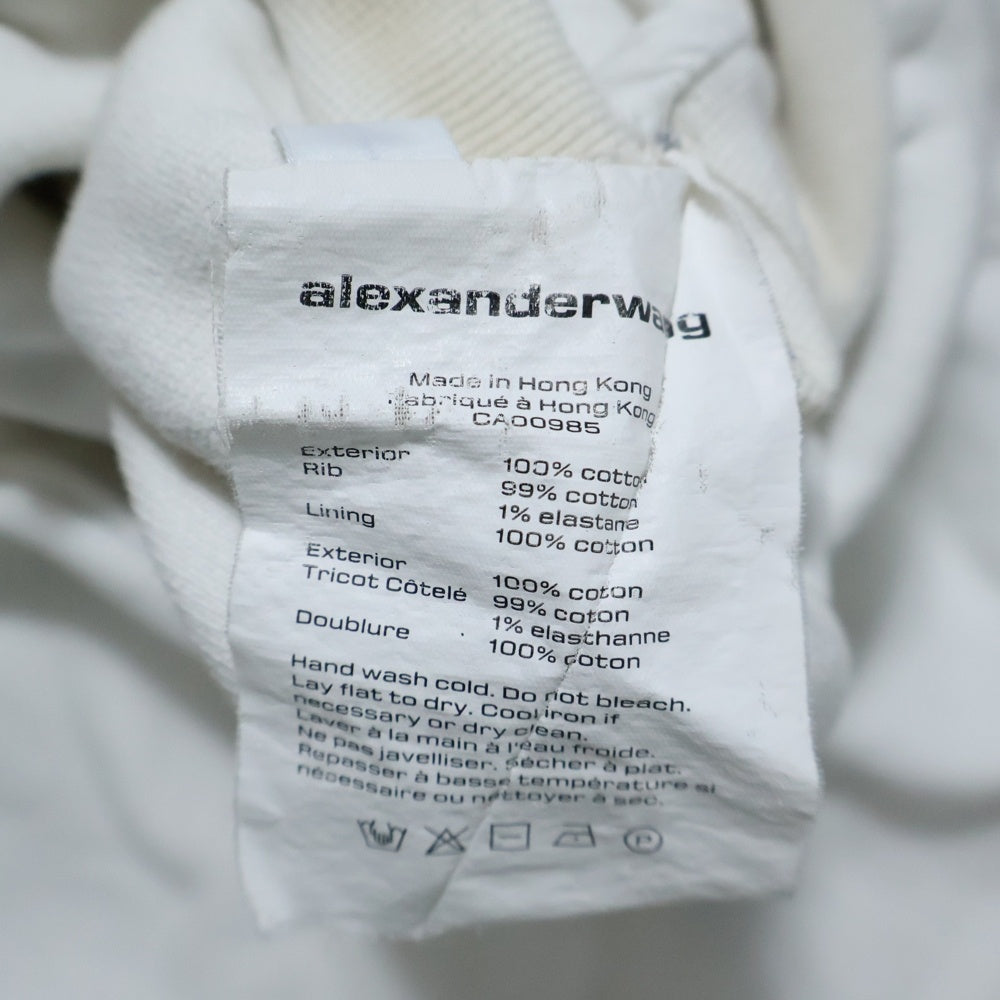 alexanderwang
Made in Hong Kong
Fabriqué à Hong Kong
CA00985
Exterior 100% cotton
Rib 99% cotton
1% elastane
Lining 100% cotton
Exterior 100% coton
Tricot Côtelé 99% coton
1% elasthanne
Doublure 100% coton
Hand wash cold. Do not bleach.
Lay flat to dry. Cool iron if
necessary or dry clean.
Laver à la main à l'eau froide.
Ne pas javelliser. sécher à plat.
Repasser à basse température si
nécessaire ou nettoyer à sec.
P